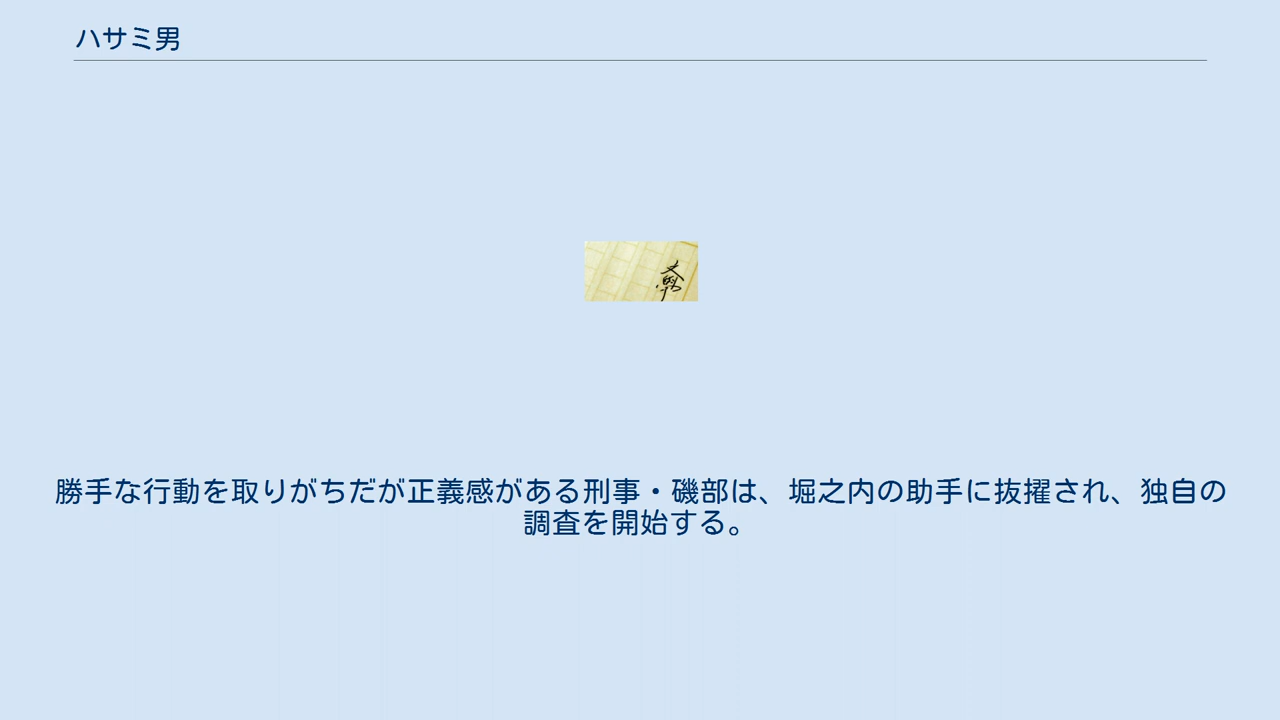 ハサミ男
勝手な行動を取りがちだが正義感がある刑事・磯部は、堀之内の助手に抜擢され、独自の
調査を開始する。